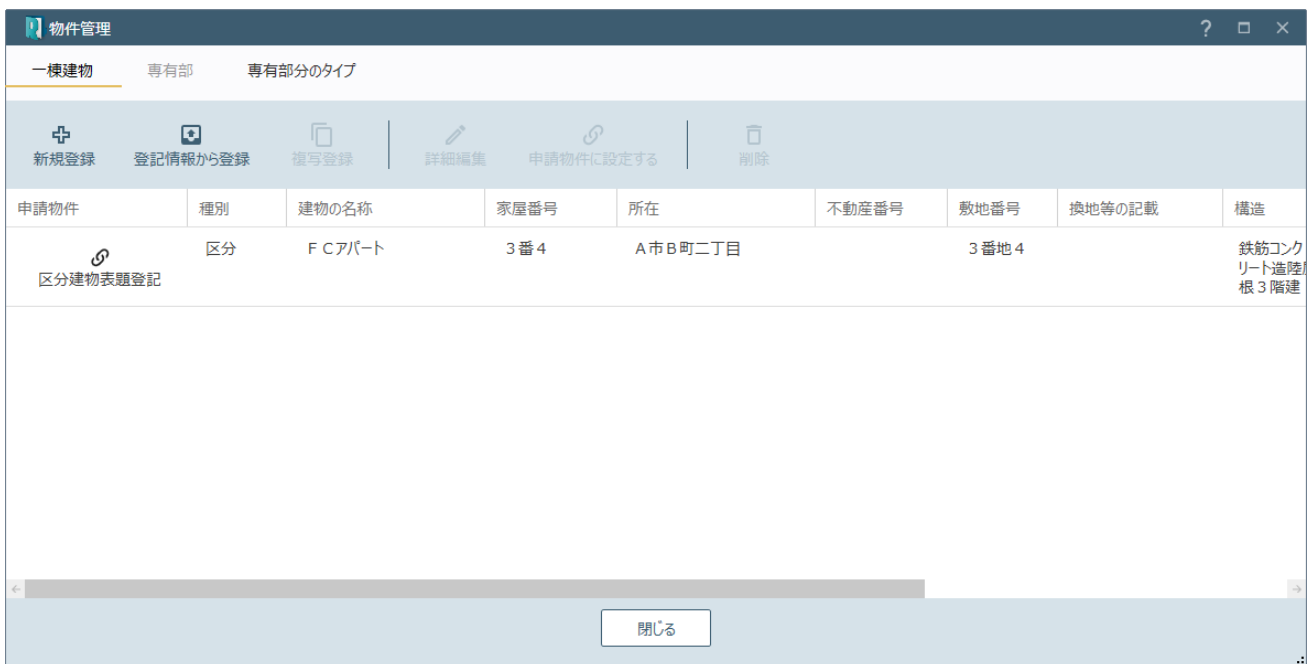 物件管理
一棟建物 専有部 専有部分のタイプ
新規登録 登記情報から登録 複写登録 詳細編集 申請物件に設定する 削除
申請物件 種別 建物の名称 家屋番号 所在 不動産番号 敷地番号 換地等の記載 構造
区分建物表題登記 区分 ＦＣアパート ３番４ Ａ市Ｂ町二丁目 ３番地４ 鉄筋コンク
リート造陸屋
根３階建
閉じる